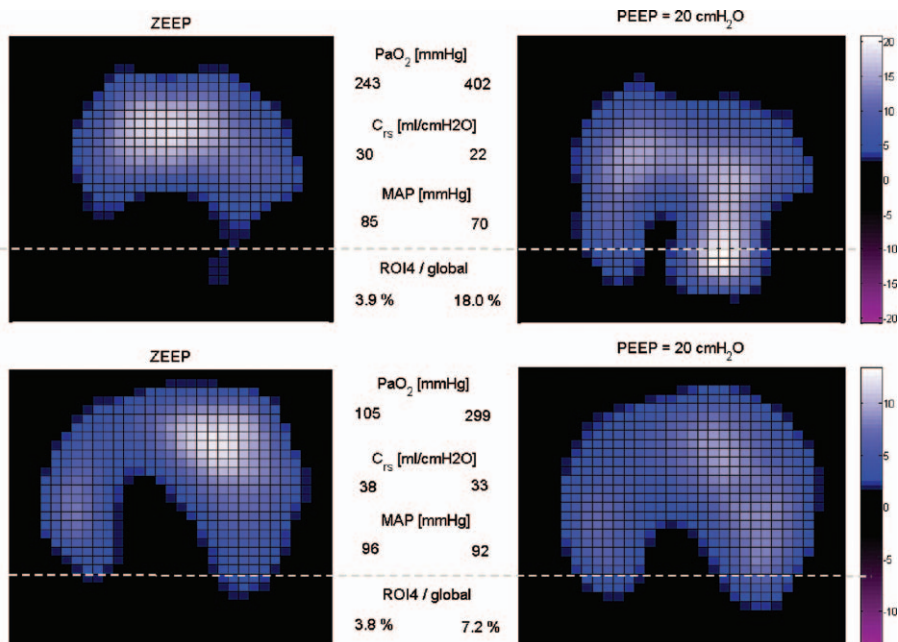 ZEEP
PEEP = 20 cmH₂O
PaO₂ [mmHg]
243 402
C_rs [ml/cmH2O]
30 22
MAP [mmHg]
85 70
ROI4 / global
3.9 % 18.0 %
20
15
10
5
0
-5
-10
-15
-20
ZEEP
PEEP = 20 cmH₂O
PaO₂ [mmHg]
105 299
C_rs [ml/cmH2O]
38 33
MAP [mmHg]
96 92
ROI4 / global
3.8 % 7.2 %
10
5
0
-5
-10